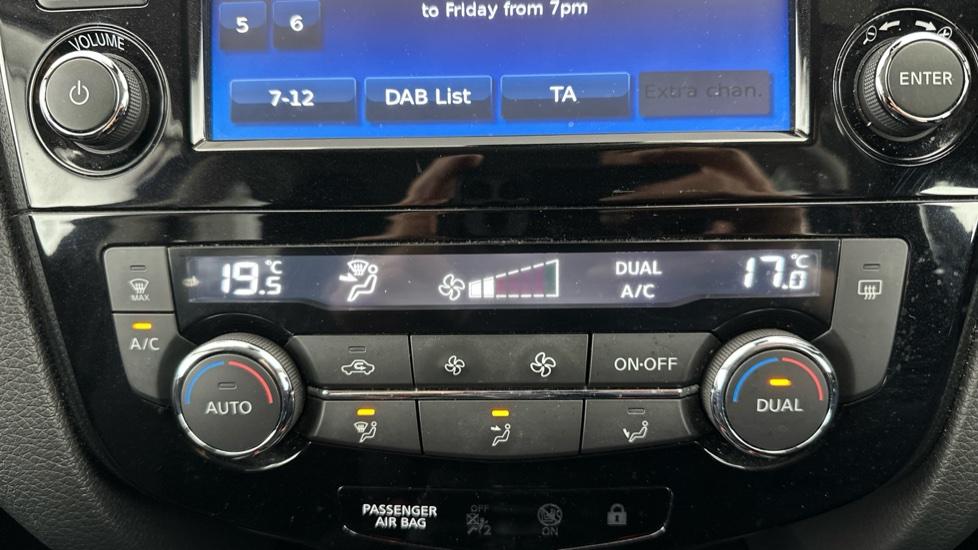 to Friday from 7pm
5 6
VOLUME
7-12 DAB List TA Extra chan.
ENTER
19.5 °C DUAL A/C 17.0 °C
MAX
A/C
AUTO
ON·OFF
DUAL
PASSENGER
AIR BAG
OFF
2
ON